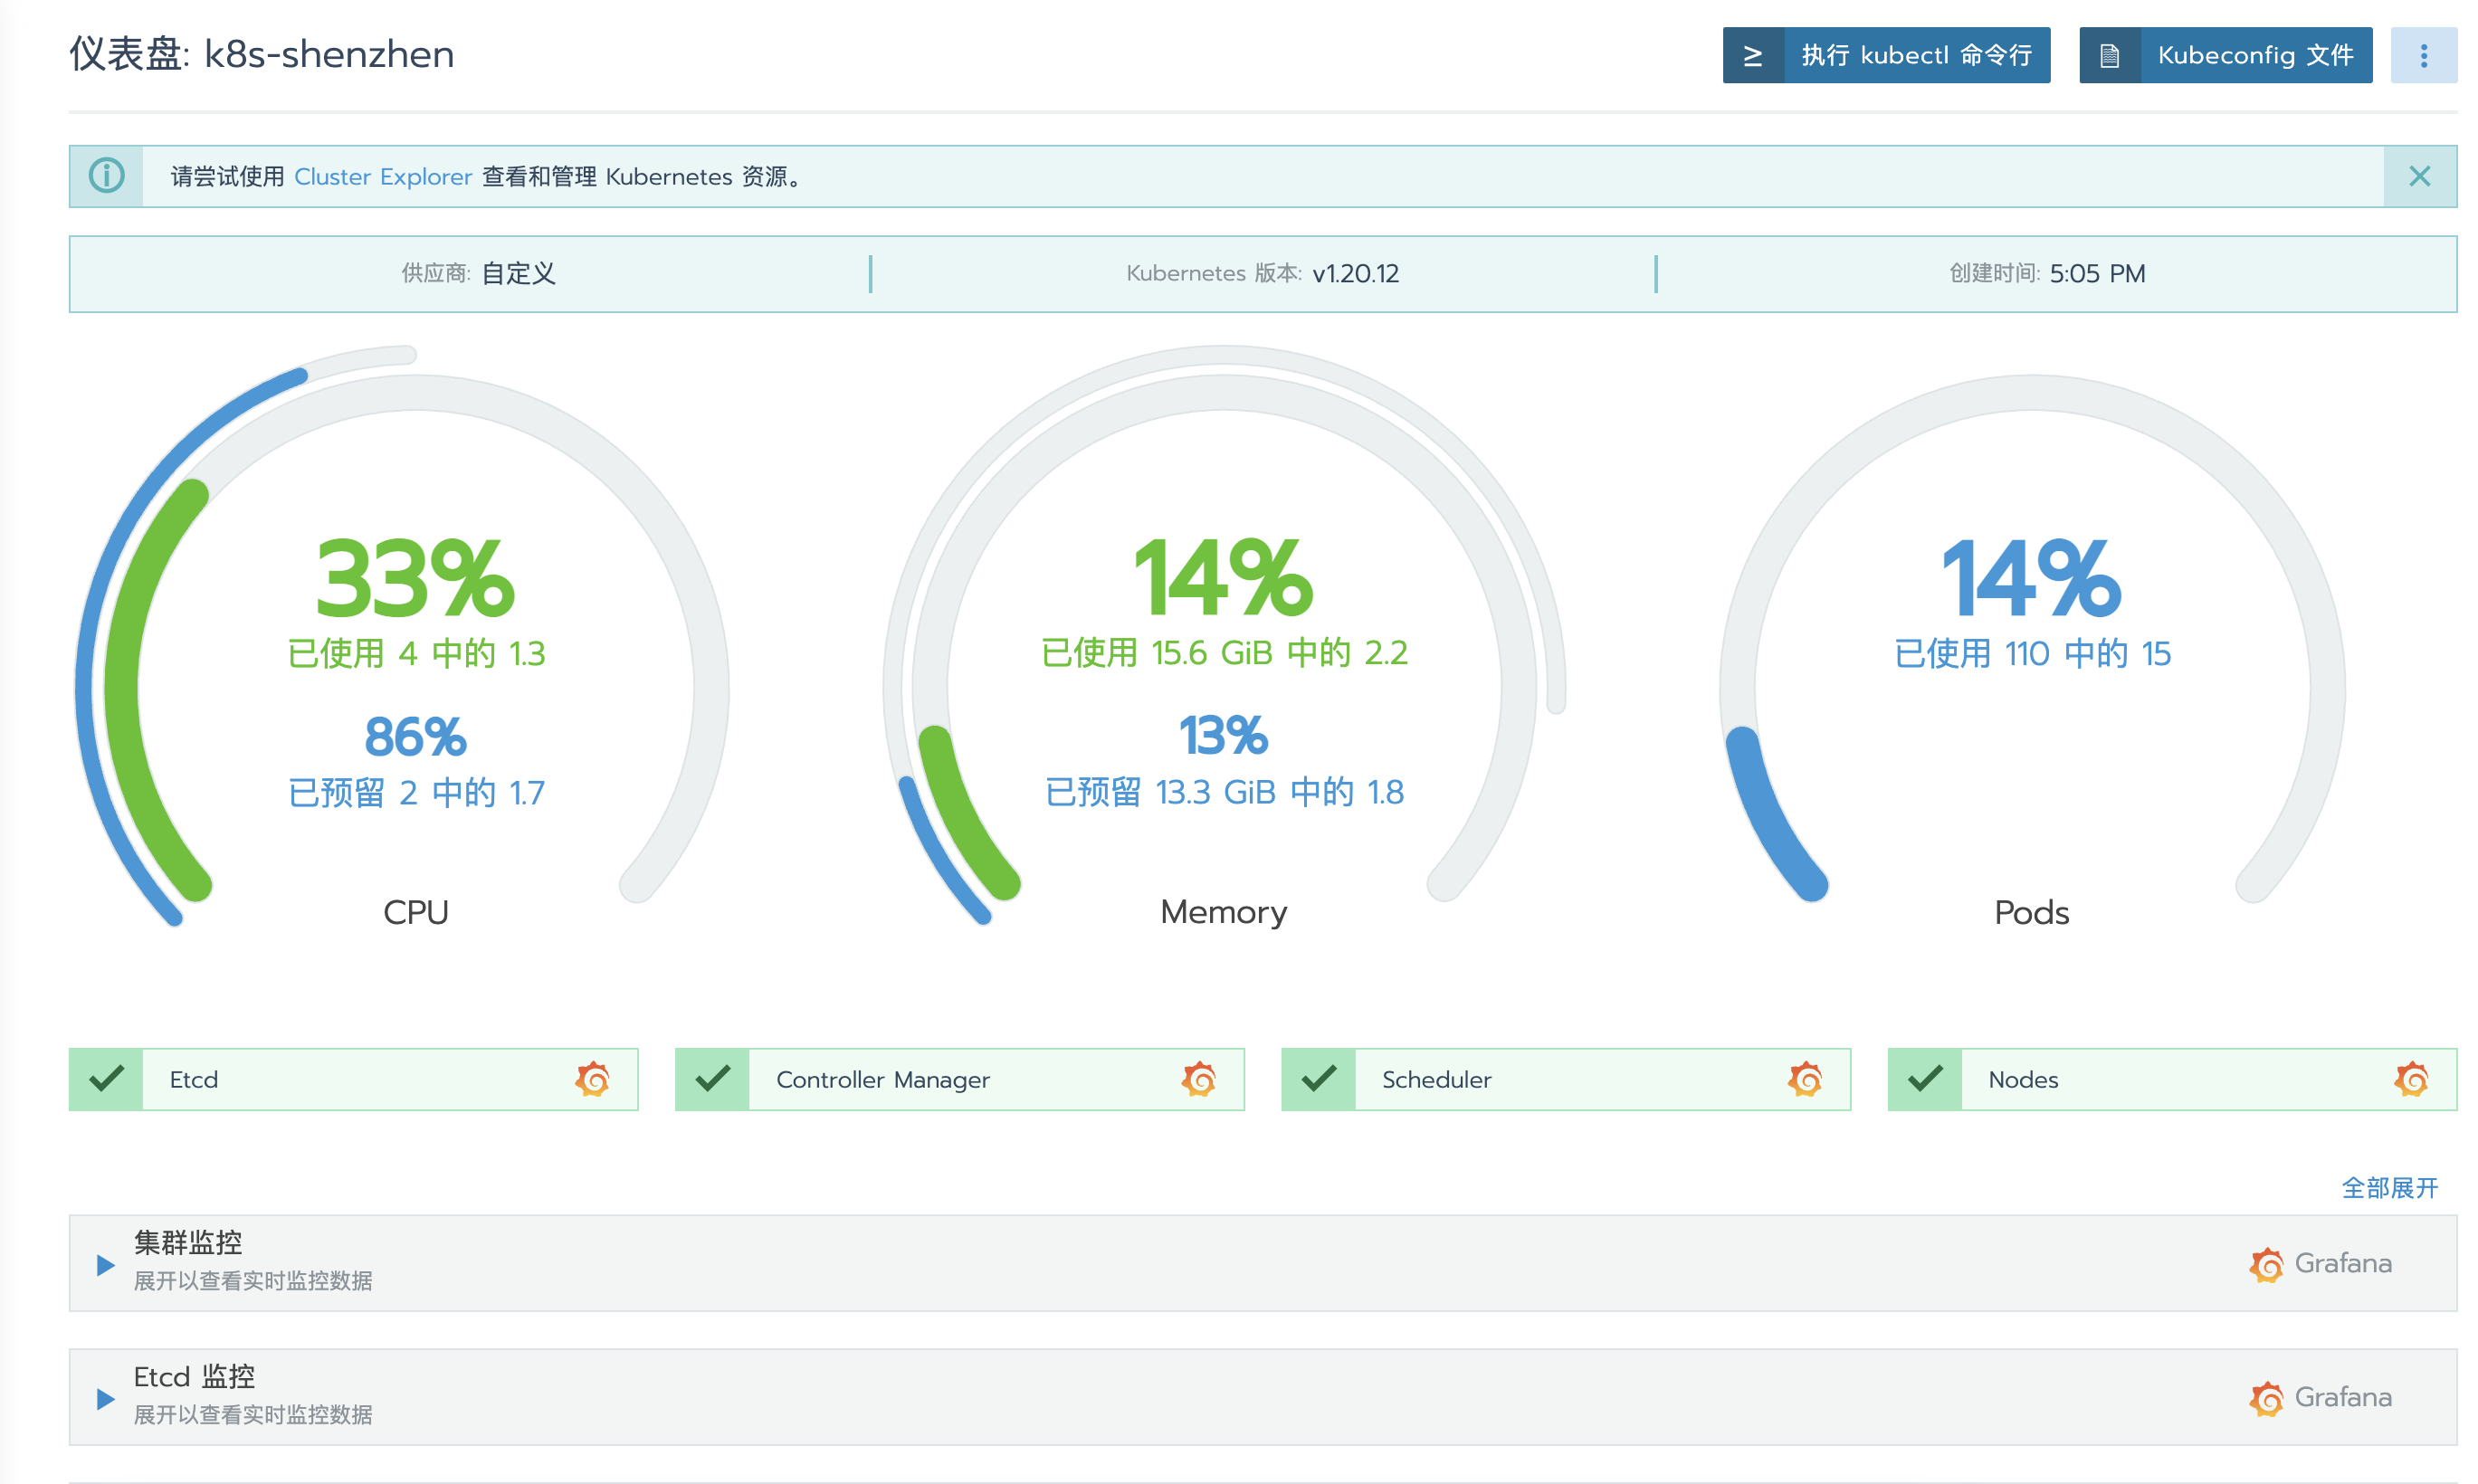 仪表盘: k8s-shenzhen
执行 kubectl 命令行
Kubeconfig 文件
请尝试使用 Cluster Explorer 查看和管理 Kubernetes 资源。
供应商: 自定义
Kubernetes 版本: v1.20.12
创建时间: 5:05 PM
33%
已使用 4 中的 1.3
86%
已预留 2 中的 1.7
CPU
14%
已使用 15.6 GiB 中的 2.2
13%
已预留 13.3 GiB 中的 1.8
Memory
14%
已使用 110 中的 15
Pods
Etcd
Controller Manager
Scheduler
Nodes
全部展开
集群监控
展开以查看实时监控数据
Grafana
Etcd 监控
展开以查看实时监控数据
Grafana